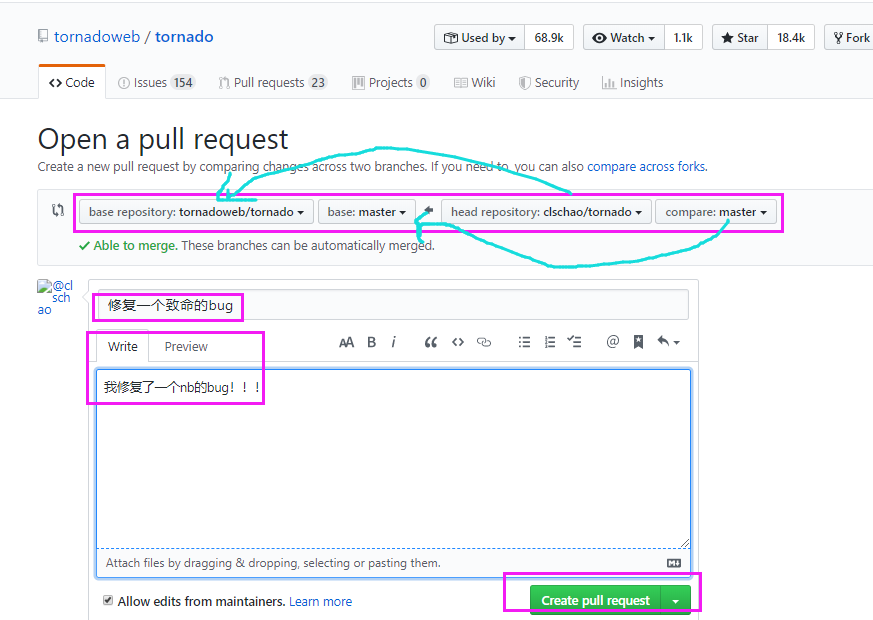 tornadoweb / tornado
Used by 68.9k Watch 1.1k Star 18.4k Fork
Code Issues 154 Pull requests 23 Projects 0 Wiki Security Insights
Open a pull request
Create a new pull request by comparing changes across two branches. If you need to, you can also compare across forks.
base repository: tornadoweb/tornado base: master head repository: clschao/tornado compare: master
Able to merge. These branches can be automatically merged.
@cl
sch
ao
修复一个致命的bug
Write Preview AA B i @
我修复了一个nb的bug！！！
Attach files by dragging & dropping, selecting or pasting them.
Allow edits from maintainers. Learn more Create pull request